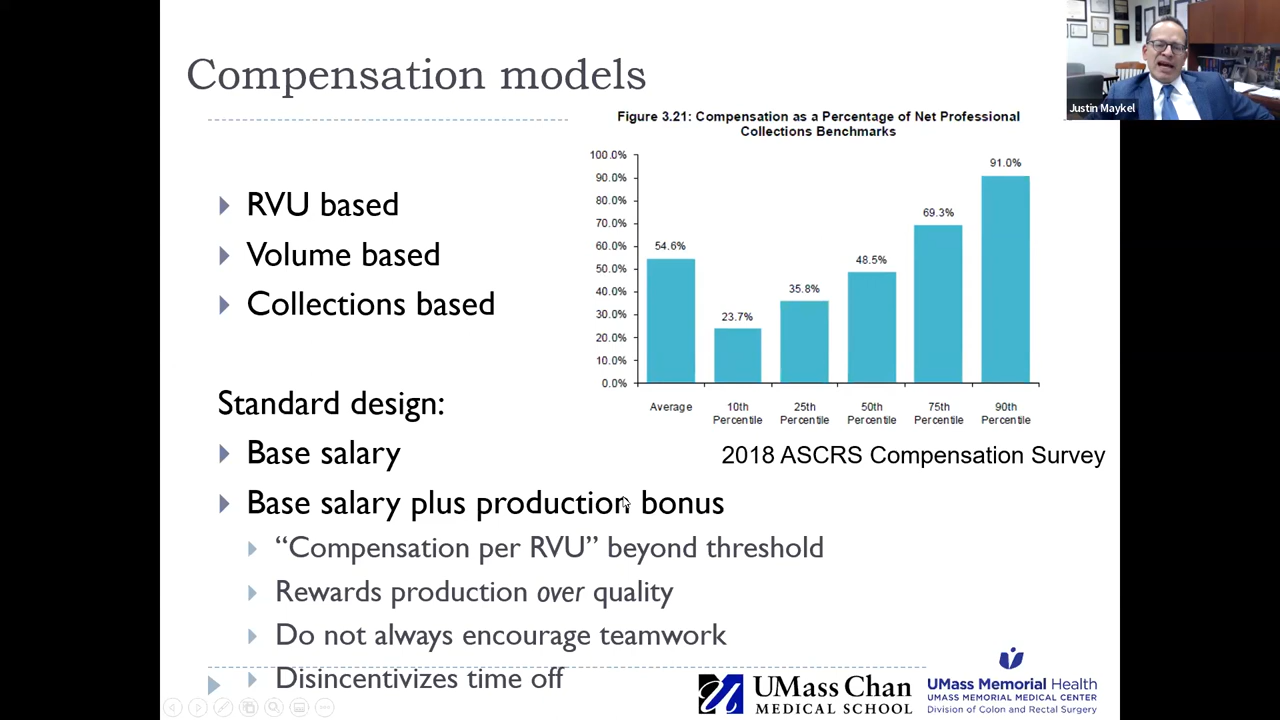 Compensation models
Justin Maykel
Figure 3.21: Compensation as a Percentage of Net Professional
Collections Benchmarks
100.0%
90.0%
80.0%
70.0%
60.0%
50.0%
40.0%
30.0%
20.0%
10.0%
0.0%
54.6%
23.7%
35.8%
48.5%
69.3%
91.0%
Average
10th
Percentile
25th
Percentile
50th
Percentile
75th
Percentile
90th
Percentile
2018 ASCRS Compensation Survey
RVU based
Volume based
Collections based
Standard design:
Base salary
Base salary plus production bonus
“Compensation per RVU” beyond threshold
Rewards production over quality
Do not always encourage teamwork
Disincentivizes time off
UMass Chan
MEDICAL SCHOOL
UMass Memorial Health
UMASS MEMORIAL MEDICAL CENTER
Division of Colon and Rectal Surgery